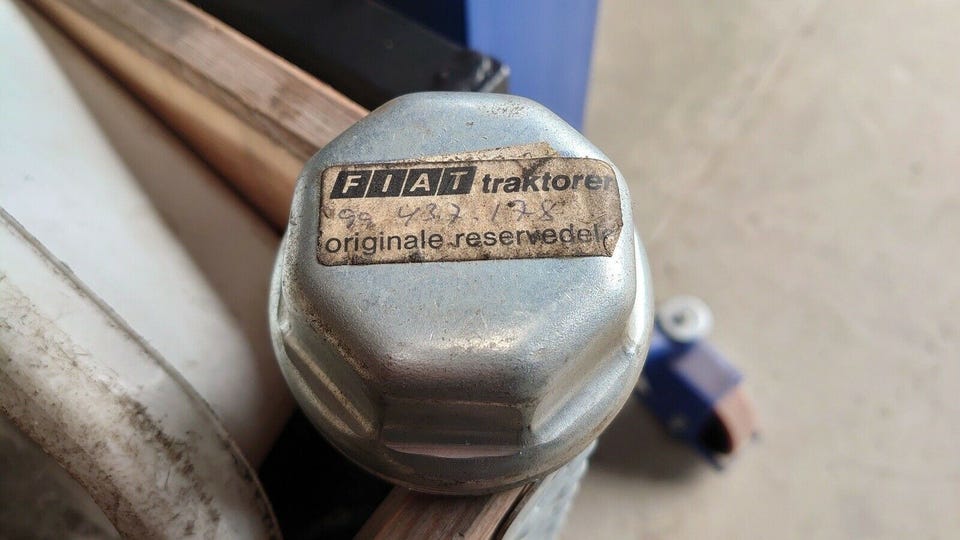 FIAT traktorer
99 437.178
originale reservedele